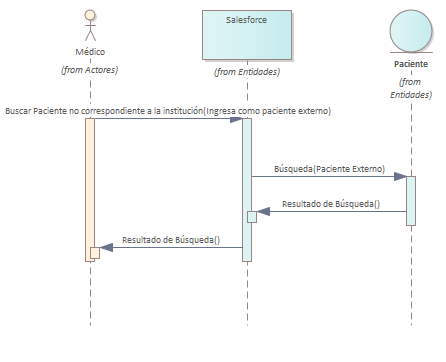 Salesforce
Médico
(from Actores)
(from Entidades)
Paciente
(from
Entidades)
Buscar Paciente no correspondiente a la institución(Ingresa como paciente externo)
Búsqueda(Paciente Externo)
Resultado de Búsqueda()
Resultado de Búsqueda()